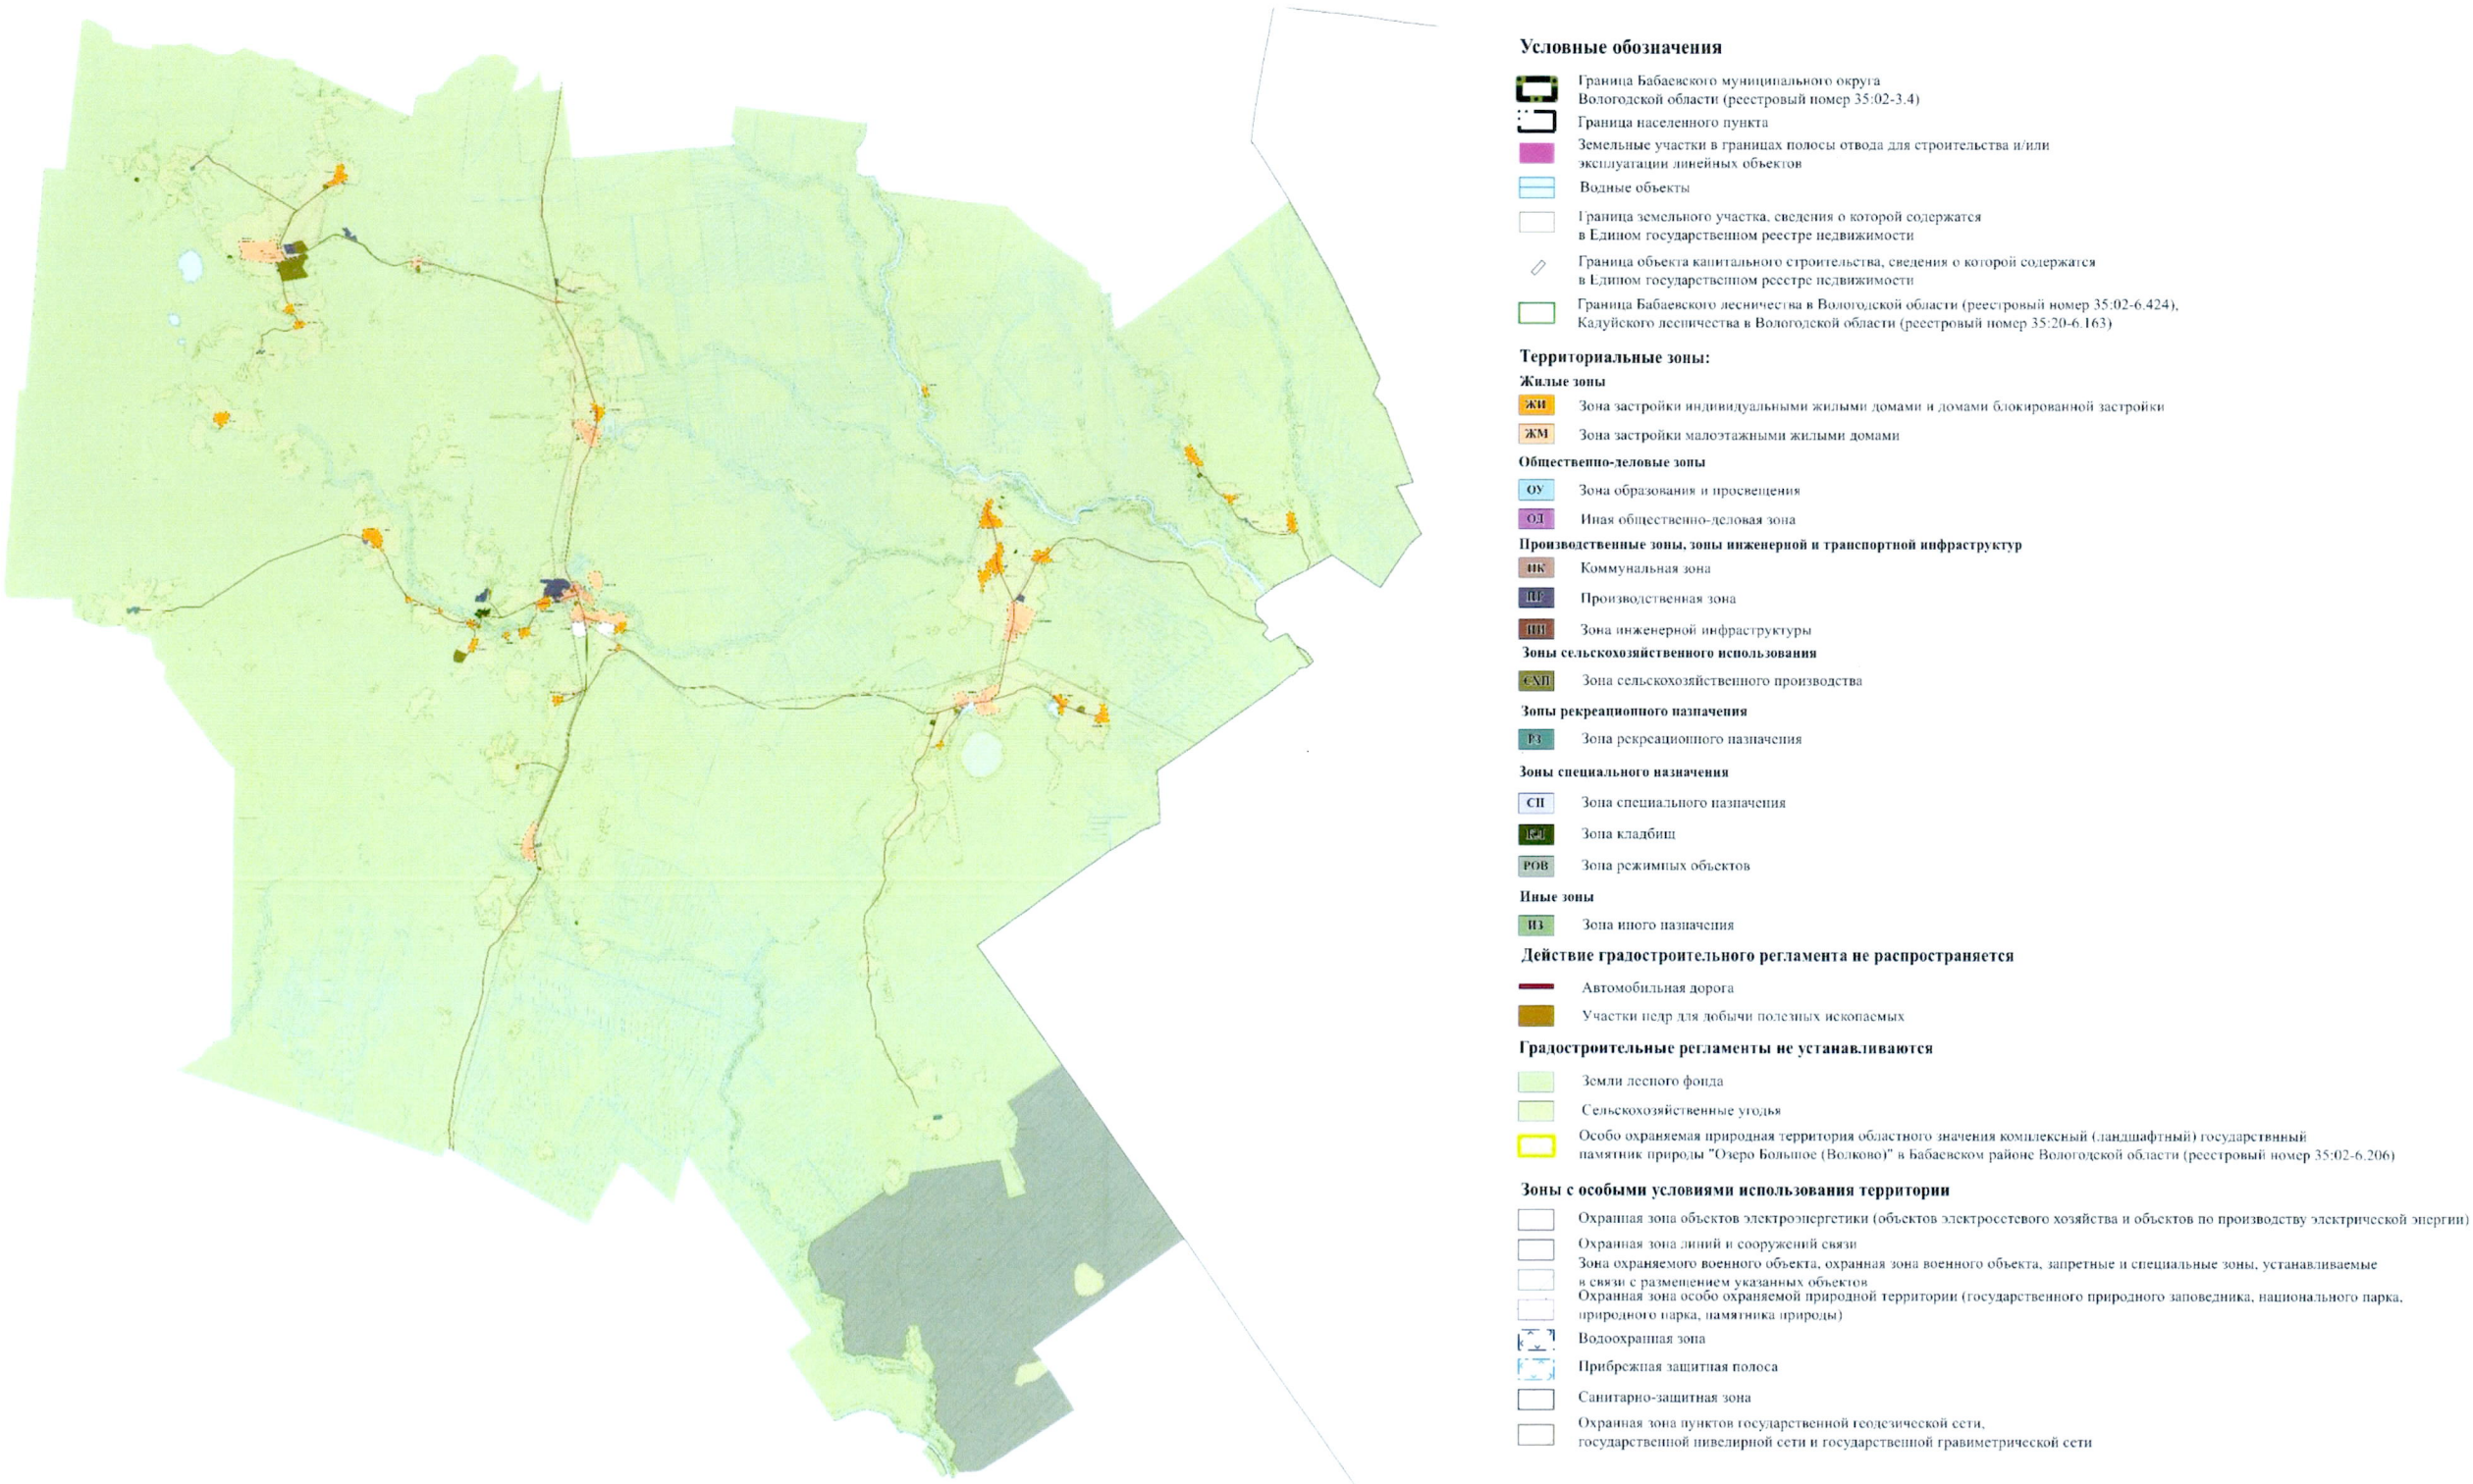 Условные обозначения
Граница Бабаевского муниципального округа
Вологодской области (реестровый номер 35:02-3.4)
Граница населенного пункта
Земельные участки в границах полосы отвода для строительства и/или
эксплуатации линейных объектов
Водные объекты
Граница земельного участка, сведения о которой содержатся
в Едином государственном реестре недвижимости
Граница объекта капитального строительства, сведения о которой содержатся
в Едином государственном реестре недвижимости
Граница Бабаевского лесничества в Вологодской области (реестровый номер 35:02-6.424),
Кадуйского лесничества в Вологодской области (реестровый номер 35:20-6.163)
Территориальные зоны:
Жилые зоны
ЖИ Зона застройки индивидуальными жилыми домами и домами блокированной застройки
ЖМ Зона застройки малоэтажными жилыми домами
Общественно-деловые зоны
ОУ Зона образования и просвещения
ОД Иная общественно-деловая зона
Производственные зоны, зоны инженерной и транспортной инфраструктур
Коммунальная зона
Производственная зона
Зона инженерной инфраструктуры
Зоны сельскохозяйственного использования
СХП Зона сельскохозяйственного производства
Зоны рекреационного назначения
РЗ Зона рекреационного назначения
Зоны специального назначения
СП Зона специального назначения
КЛ Зона кладбищ
РОВ Зона режимных объектов
Иные зоны
ИЗ Зона иного назначения
Действие градостроительного регламента не распространяется
Автомобильная дорога
Участки недр для добычи полезных ископаемых
Градостроительные регламенты не устанавливаются
Земли лесного фонда
Сельскохозяйственные угодья
Особо охраняемая природная территория областного значения комплексный (ландшафтный) государствнный
памятник природы "Озеро Большое (Волково)" в Бабаевском районе Вологодской области (реестровый номер 35:02-6.206)
Зоны с особыми условиями использования территории
Охранная зона объектов электроэнергетики (объектов электросетевого хозяйства и объектов по производству электрической энергии)
Охранная зона линий и сооружений связи
Зона охраняемого военного объекта, охранная зона военного объекта, запретные и специальные зоны, устанавливаемые
в связи с размещением указанных объектов
Охранная зона особо охраняемой природной территории (государственного природного заповедника, национального парка,
природного парка, памятника природы)
Водоохранная зона
Прибрежная защитная полоса
Санитарно-защитная зона
Охранная зона пунктов государственной геодезической сети,
государственной нивелирной сети и государственной гравиметрической сети